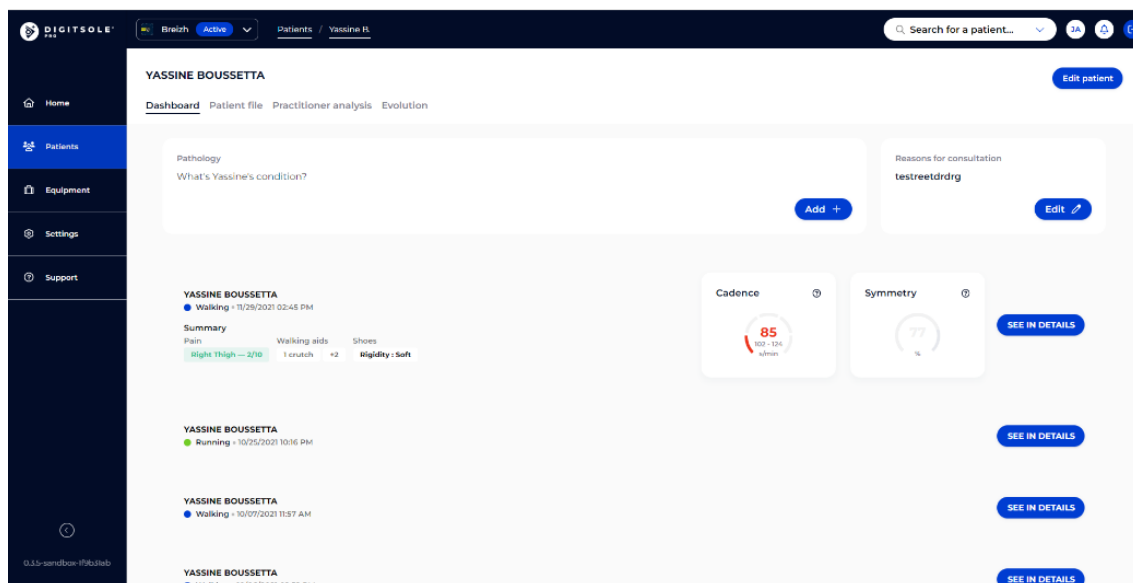 DIGITSOLE®
PRO
Breizh Active
Patients / Yassine B.
Search for a patient...
JA
Home
Patients
Equipment
Settings
Support
YASSINE BOUSSETTA
Edit patient
Dashboard Patient file Practitioner analysis Evolution
Pathology
What's Yassine's condition?
Add +
Reasons for consultation
testreetdrdrg
Edit
YASSINE BOUSSETTA
Walking • 11/29/2021 02:45 PM
Summary
Pain Walking aids Shoes
Right Thigh — 2/10 1 crutch +2 Rigidity : Soft
Cadence
85
102 - 124
s/min
Symmetry
77
%
SEE IN DETAILS
YASSINE BOUSSETTA
Running • 10/25/2021 10:16 PM
SEE IN DETAILS
YASSINE BOUSSETTA
Walking • 10/07/2021 11:57 AM
SEE IN DETAILS
YASSINE BOUSSETTA
SEE IN DETAILS